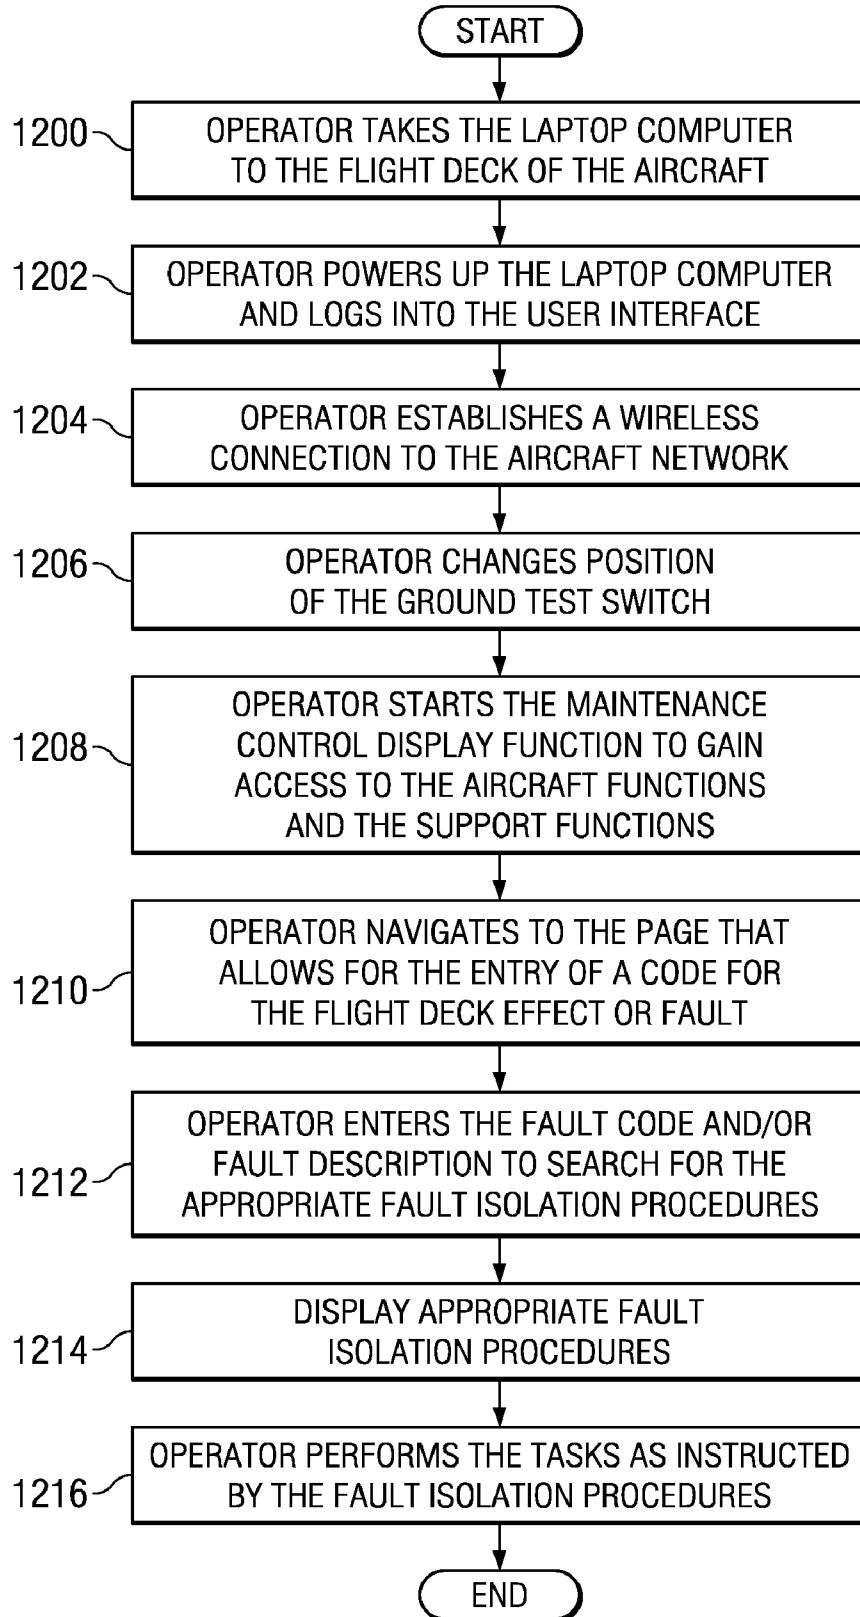 START
1200
OPERATOR TAKES THE LAPTOP COMPUTER
TO THE FLIGHT DECK OF THE AIRCRAFT
1202
OPERATOR POWERS UP THE LAPTOP COMPUTER
AND LOGS INTO THE USER INTERFACE
1204
OPERATOR ESTABLISHES A WIRELESS
CONNECTION TO THE AIRCRAFT NETWORK
1206
OPERATOR CHANGES POSITION
OF THE GROUND TEST SWITCH
1208
OPERATOR STARTS THE MAINTENANCE
CONTROL DISPLAY FUNCTION TO GAIN
ACCESS TO THE AIRCRAFT FUNCTIONS
AND THE SUPPORT FUNCTIONS
1210
OPERATOR NAVIGATES TO THE PAGE THAT
ALLOWS FOR THE ENTRY OF A CODE FOR
THE FLIGHT DECK EFFECT OR FAULT
1212
OPERATOR ENTERS THE FAULT CODE AND/OR
FAULT DESCRIPTION TO SEARCH FOR THE
APPROPRIATE FAULT ISOLATION PROCEDURES
1214
DISPLAY APPROPRIATE FAULT
ISOLATION PROCEDURES
1216
OPERATOR PERFORMS THE TASKS AS INSTRUCTED
BY THE FAULT ISOLATION PROCEDURES
END